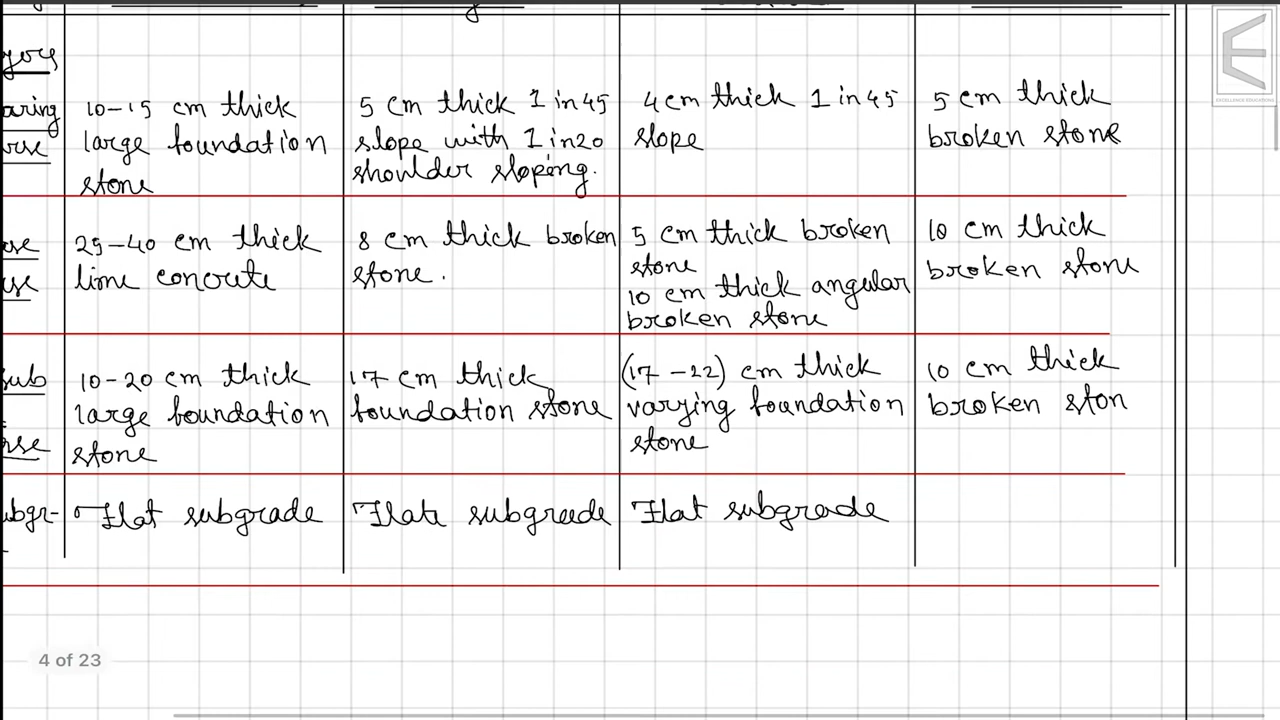 10-15 cm thick
large foundation
stone
5 cm thick 1 in 45
slope with 1 in 20
shoulder sloping.
4 cm thick 1 in 45
slope
5 cm thick
broken stone
25-40 cm thick
lime concrete
8 cm thick broken
stone.
5 cm thick broken
stone
10 cm thick angular
broken stone
10 cm thick
broken stone
sub
10-20 cm thick
large foundation
stone
17 cm thick
foundation stone
(17-22) cm thick
varying foundation
stone
10 cm thick
broken ston
Flat subgrade
Flate subgrade
Flat subgrade
4 of 23
EXCELLENCE EDUCATIONS